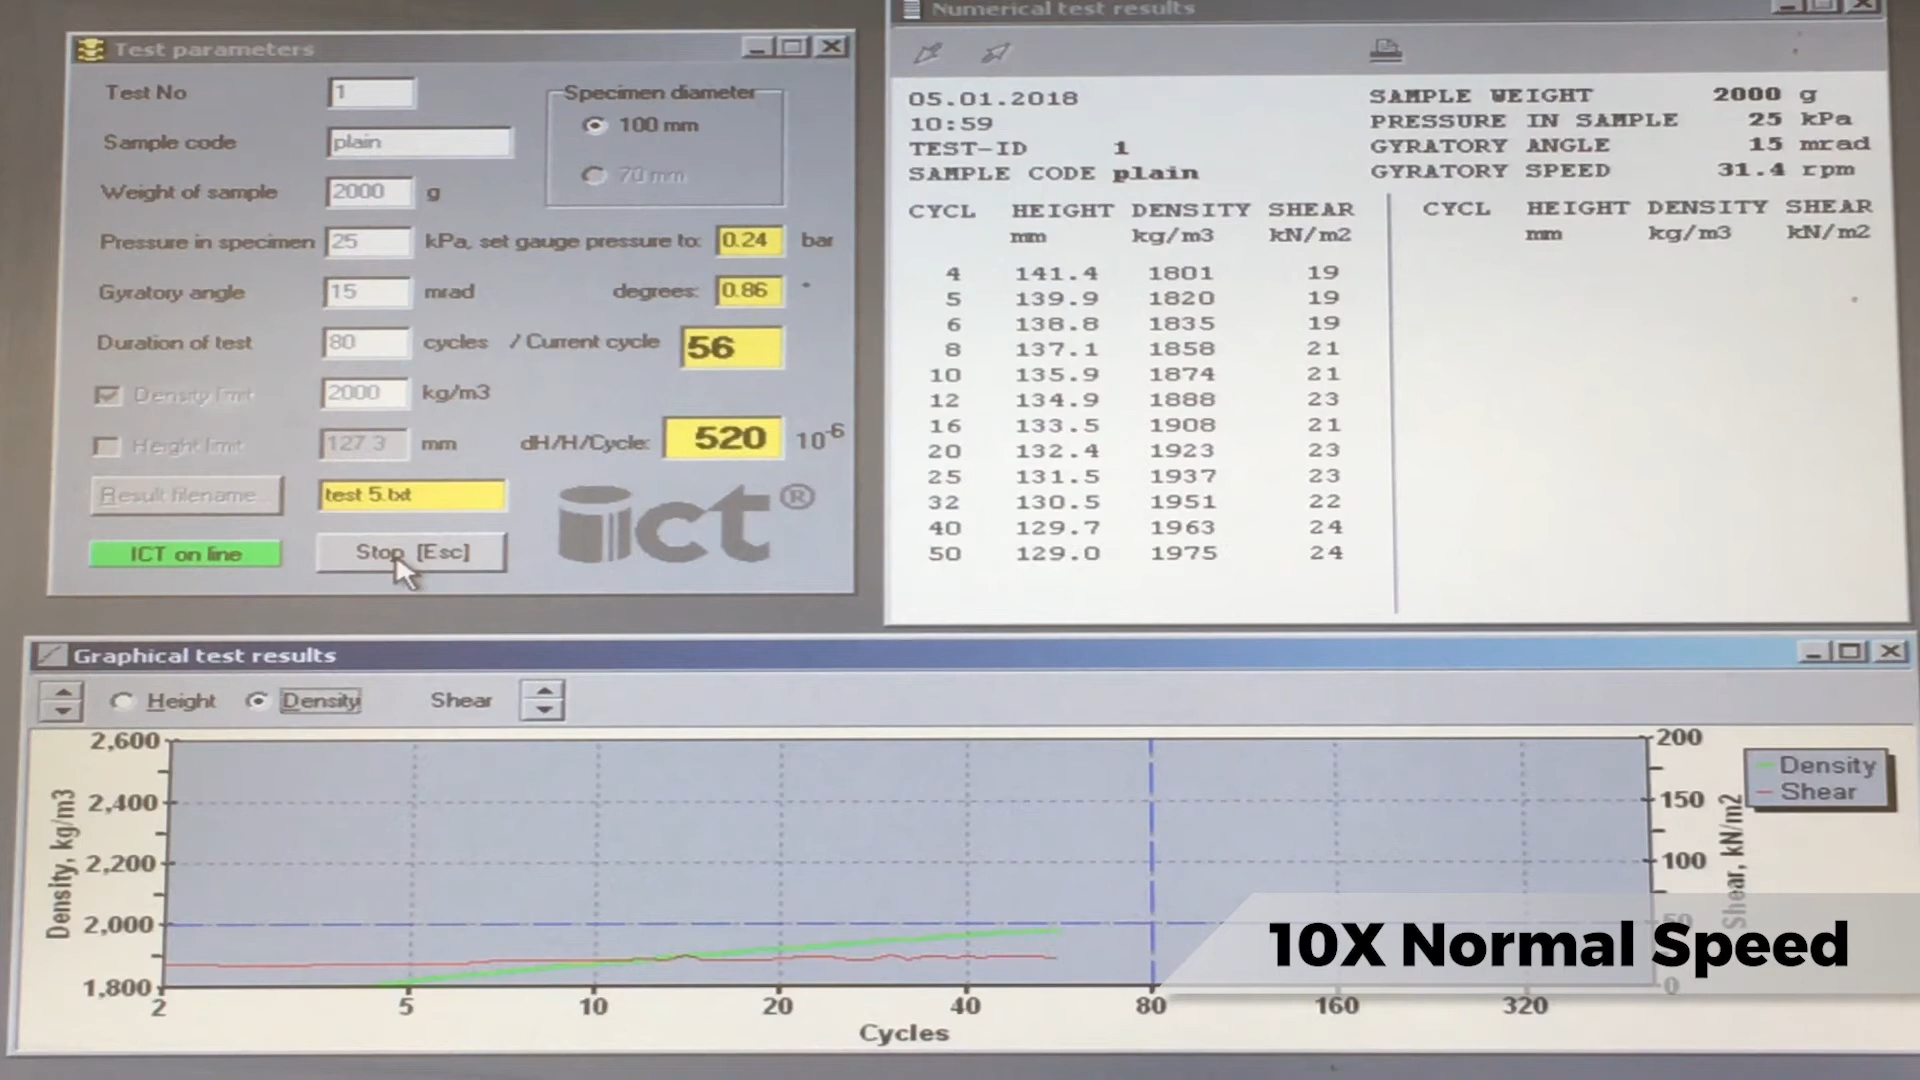 Test parameters
Test No 1
Specimen diameter
100 mm
Sample code plain
70 mm
Weight of sample 2000 g
Pressure in specimen 25 kPa, set gauge pressure to: 0.24 bar
Gyratory angle 15 mrad degrees: 0.86 °
Duration of test 80 cycles / Current cycle 56
Density limit 2000 kg/m3
Height limit 127.3 mm dH/H/Cycle: 520 10-6
Result filename... test 5.txt
ict®
ICT on line Stop [Esc]
Numerical test results
05.01.2018 SAMPLE WEIGHT 2000 g
10:59 PRESSURE IN SAMPLE 25 kPa
TEST-ID 1 GYRATORY ANGLE 15 mrad
SAMPLE CODE plain GYRATORY SPEED 31.4 rpm
CYCL HEIGHT DENSITY SHEAR CYCL HEIGHT DENSITY SHEAR
mm kg/m3 kN/m2 mm kg/m3 kN/m2
4 141.4 1801 19
5 139.9 1820 19
6 138.8 1835 19
8 137.1 1858 21
10 135.9 1874 21
12 134.9 1888 23
16 133.5 1908 21
20 132.4 1923 23
25 131.5 1937 23
32 130.5 1951 22
40 129.7 1963 24
50 129.0 1975 24
Graphical test results
Height Density Shear
2,600 200
Density
Shear
2,400 150
2,200 100
2,000 50
1,800 0
Density, kg/m3
Shear, kN/m2
2 5 10 20 40 80 160 320
Cycles
10X Normal Speed